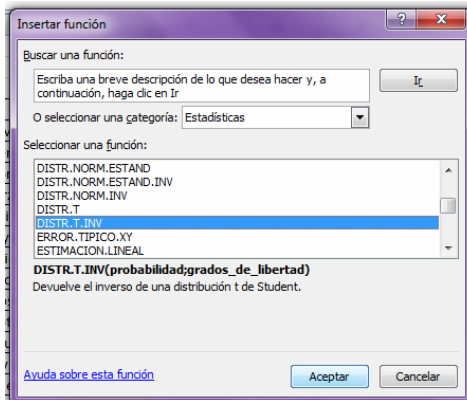 Insertar función
Buscar una función:
Escriba una breve descripción de lo que desea hacer y, a
continuación, haga clic en Ir
Ir
O seleccionar una categoría: Estadísticas
Seleccionar una función:
DISTR.NORM.ESTAND
DISTR.NORM.ESTAND.INV
DISTR.NORM.INV
DISTR.T
DISTR.T.INV
ERROR.TIPICO.XY
ESTIMACION.LINEAL
DISTR.T.INV(probabilidad;grados_de_libertad)
Devuelve el inverso de una distribución t de Student.
Ayuda sobre esta función
Aceptar
Cancelar